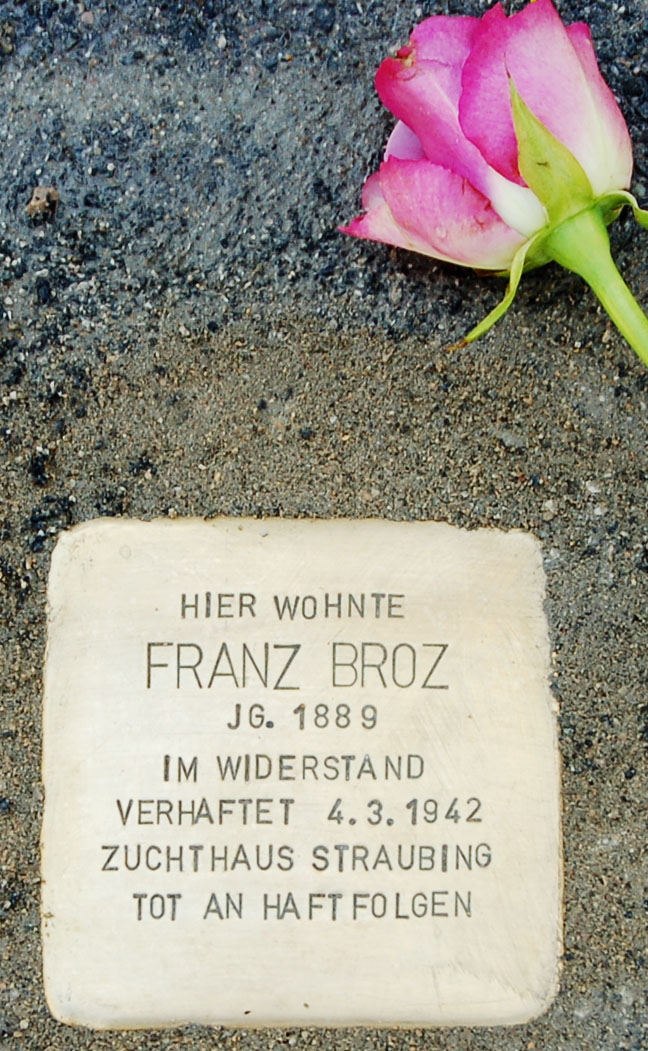 HIER WOHNTE
FRANZ BROZ
JG. 1889
IM WIDERSTAND
VERHAFTET 4.3.1942
ZUCHTHAUS STRAUBING
TOT AN HAFTFOLGEN